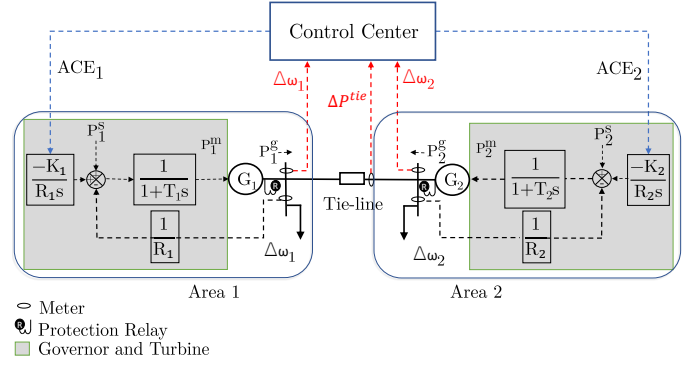 Control Center
ACE₁
Δω₁
ΔP^tie
Δω₂
ACE₂
−K₁
R₁s
P₁^s
1
1+T₁s
P₁^m
G₁
P₁^g
R
1
R₁
Δω₁
Tie-line
P₂^g
G₂
R
P₂^m
1
1+T₂s
P₂^s
−K₂
R₂s
1
R₂
Δω₂
Area 1
Area 2
Meter
R
Protection Relay
Governor and Turbine